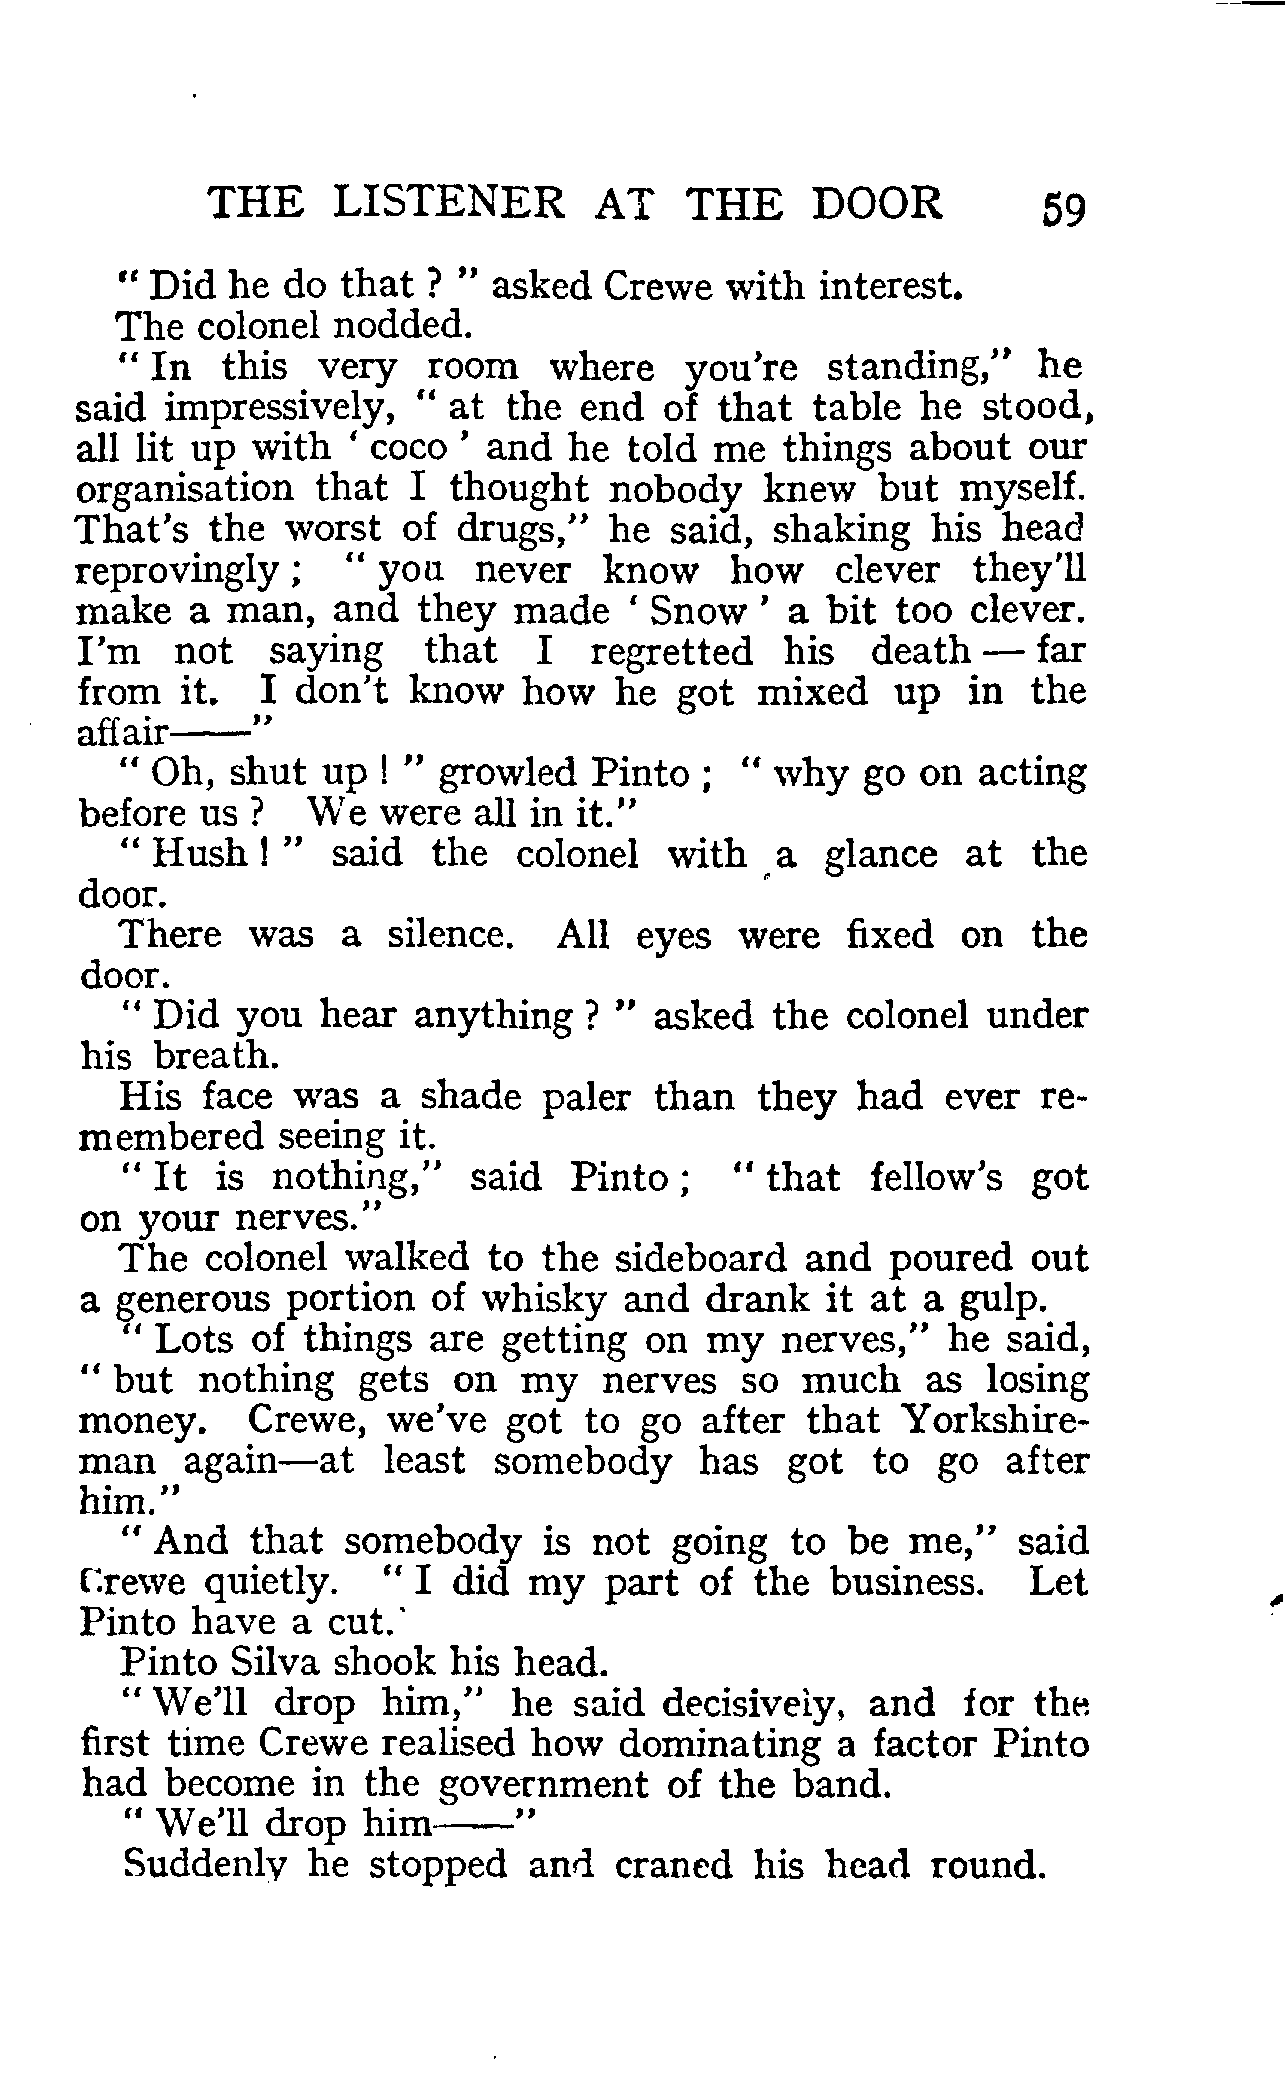 THE LISTENER AT THE DOOR 59
“ Did he do that ? ” asked Crewe with interest.
The colonel nodded.
“ In this very room where you're standing,” he
said impressively, “ at the end of that table he stood,
all lit up with ‘ coco ’ and he told me things about our
organisation that I thought nobody knew but myself.
That's the worst of drugs,” he said, shaking his head
reprovingly ; “ you never know how clever they'll
make a man, and they made ‘ Snow ’ a bit too clever.
I'm not saying that I regretted his death — far
from it. I don't know how he got mixed up in the
affair——”
“ Oh, shut up ! ” growled Pinto ; “ why go on acting
before us ? We were all in it.”
“ Hush ! ” said the colonel with a glance at the
door.
There was a silence. All eyes were fixed on the
door.
“ Did you hear anything ? ” asked the colonel under
his breath.
His face was a shade paler than they had ever re-
membered seeing it.
“ It is nothing,” said Pinto ; “ that fellow's got
on your nerves.”
The colonel walked to the sideboard and poured out
a generous portion of whisky and drank it at a gulp.
“ Lots of things are getting on my nerves,” he said,
“ but nothing gets on my nerves so much as losing
money. Crewe, we've got to go after that Yorkshire-
man again—at least somebody has got to go after
him.”
“ And that somebody is not going to be me,” said
Crewe quietly. “ I did my part of the business. Let
Pinto have a cut.'
Pinto Silva shook his head.
“ We'll drop him,” he said decisively, and for the
first time Crewe realised how dominating a factor Pinto
had become in the government of the band.
“ We'll drop him——”
Suddenly he stopped and craned his head round.